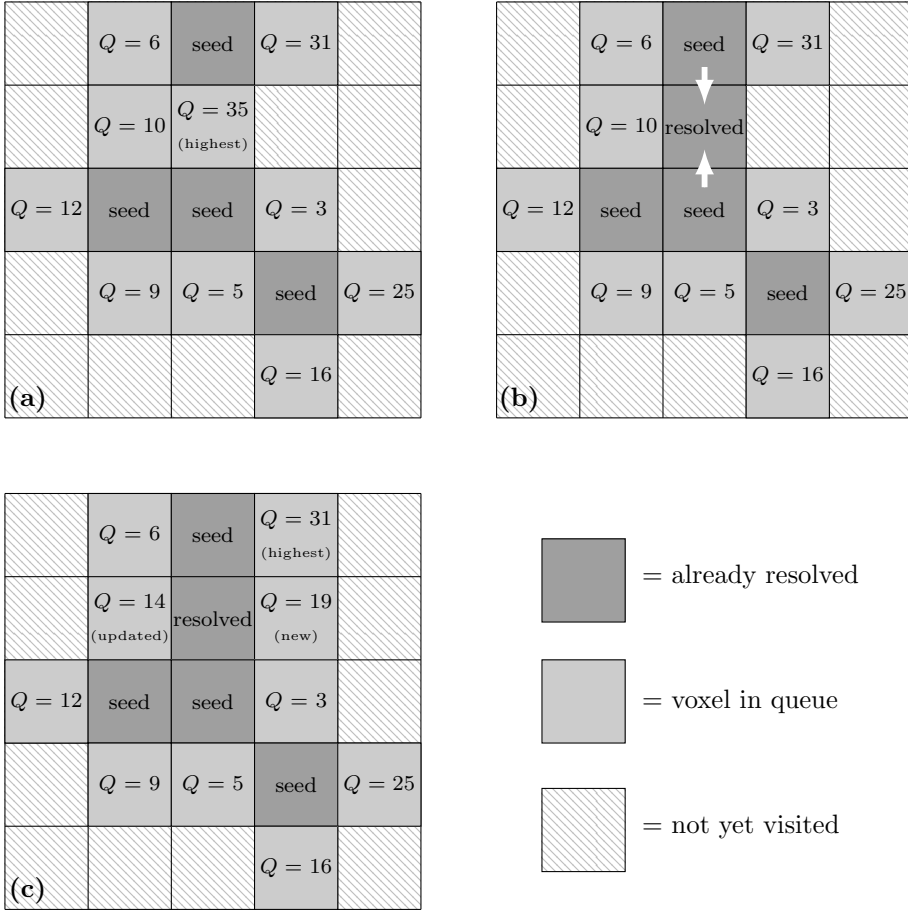 Q = 6 seed Q = 31
Q = 10 Q = 35
(highest)
Q = 12 seed seed Q = 3
Q = 9 Q = 5 seed Q = 25
Q = 16
(a)
Q = 6 seed Q = 31
Q = 10 resolved
Q = 12 seed seed Q = 3
Q = 9 Q = 5 seed Q = 25
Q = 16
(b)
Q = 6 seed Q = 31
(highest)
Q = 14 resolved Q = 19
(updated) (new)
Q = 12 seed seed Q = 3
Q = 9 Q = 5 seed Q = 25
Q = 16
(c)
= already resolved
= voxel in queue
= not yet visited